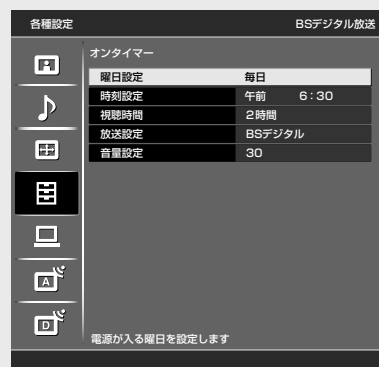 各種設定 BSデジタル放送
オンタイマー
曜日設定 毎日
時刻設定 午前 6:30
視聴時間 2時間
放送設定 BSデジタル
音量設定 30
A
D
電源が入る曜日を設定します